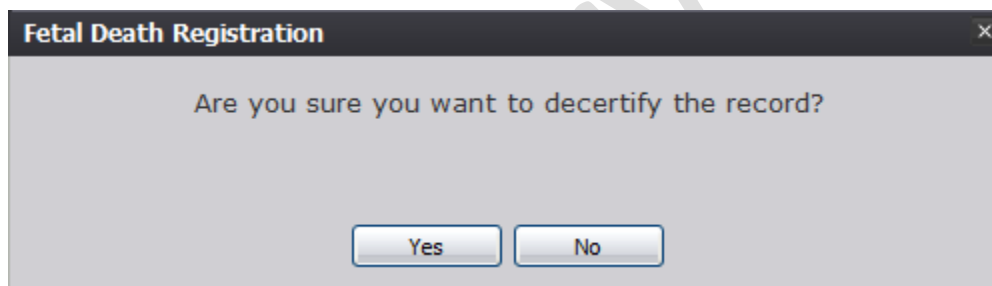 Fetal Death Registration
Are you sure you want to decertify the record?
Yes No